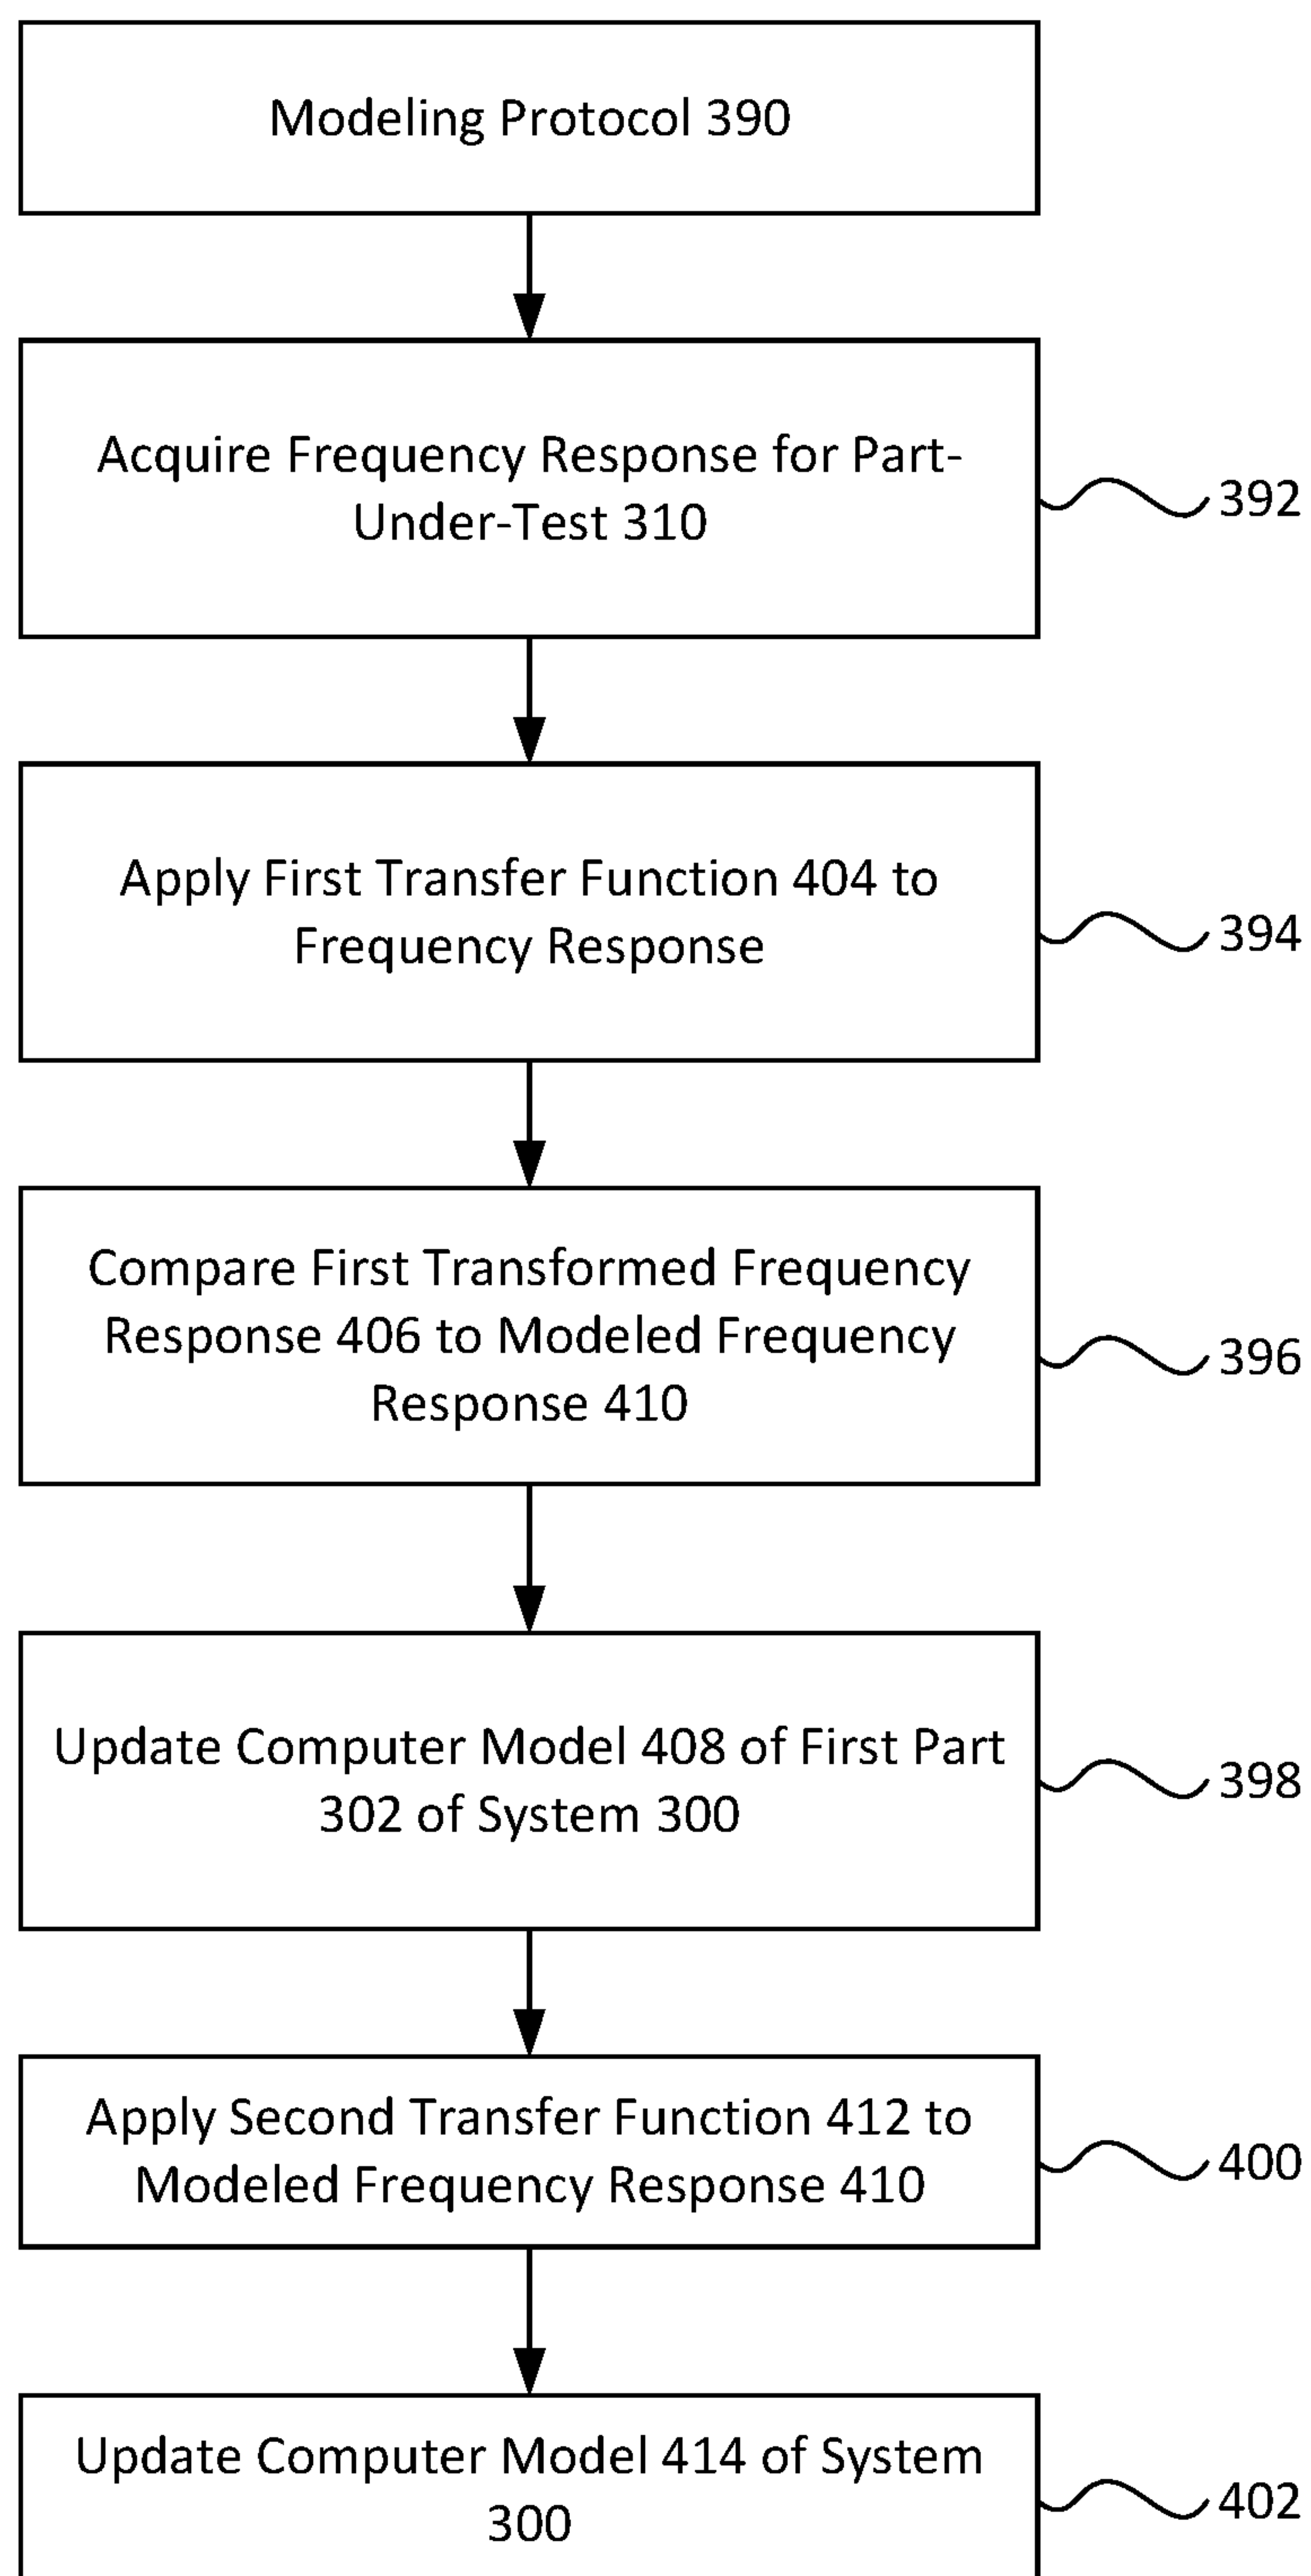 Modeling Protocol 390
Acquire Frequency Response for Part-
Under-Test 310
392
Apply First Transfer Function 404 to
Frequency Response
394
Compare First Transformed Frequency
Response 406 to Modeled Frequency
Response 410
396
Update Computer Model 408 of First Part
302 of System 300
398
Apply Second Transfer Function 412 to
Modeled Frequency Response 410
400
Update Computer Model 414 of System
300
402